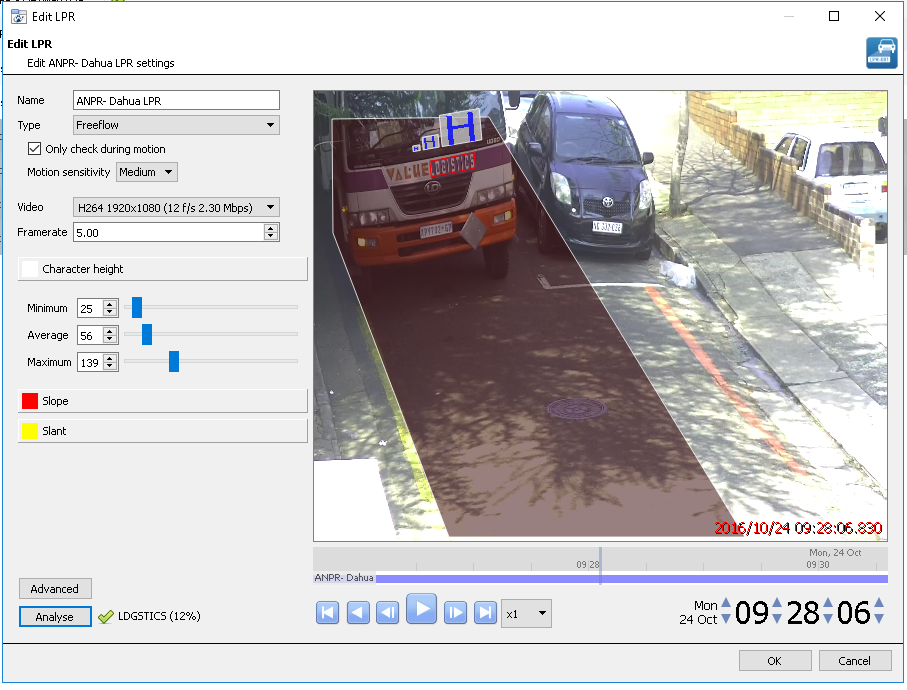 Edit LPR
Edit LPR
Edit ANPR- Dahua LPR settings
Name ANPR- Dahua LPR
Type Freeflow
Only check during motion
Motion sensitivity Medium
Video H264 1920x1080 (12 f/s 2.30 Mbps)
Framerate 5.00
Character height
Minimum 25
Average 56
Maximum 139
Slope
Slant
H H H
VALUE LOGISTICS
UD
2016/10/24 09:28:06.830
Mon, 24 Oct
09:28 09:30
ANPR- Dahua
Advanced
Analyse LDGSTICS (12%)
x1
Mon
24 Oct
09 28 06
OK Cancel